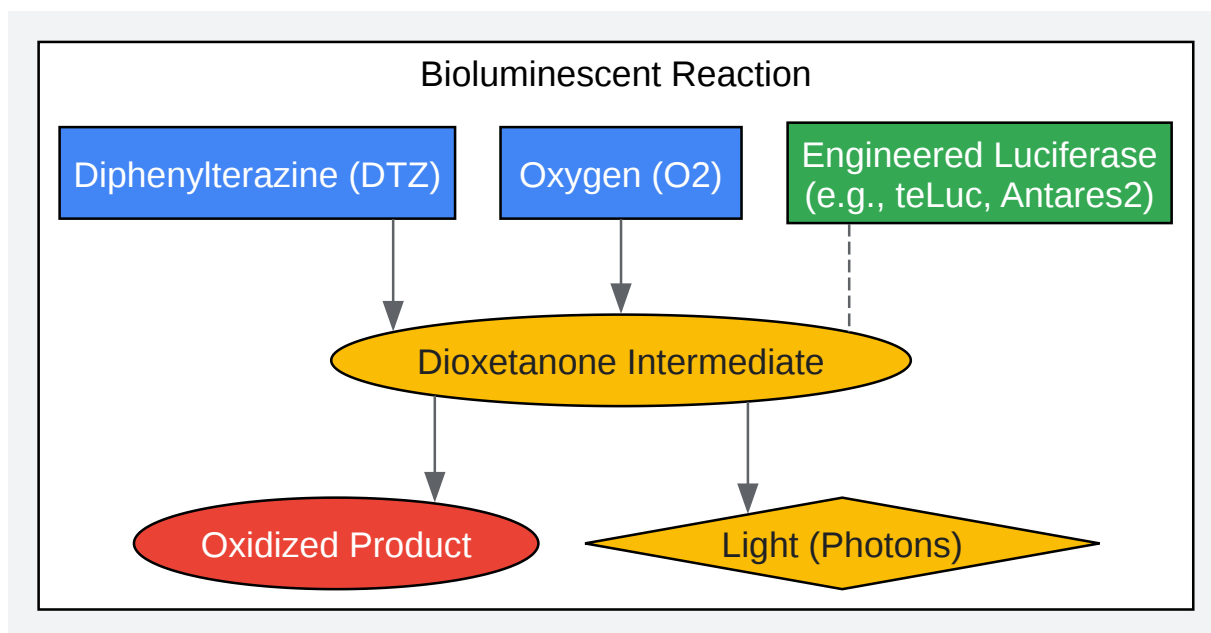 Bioluminescent Reaction
Diphenylterazine (DTZ)
Oxygen (O2)
Engineered Luciferase
(e.g., teLuc, Antares2)
Dioxetanone Intermediate
Oxidized Product
Light (Photons)